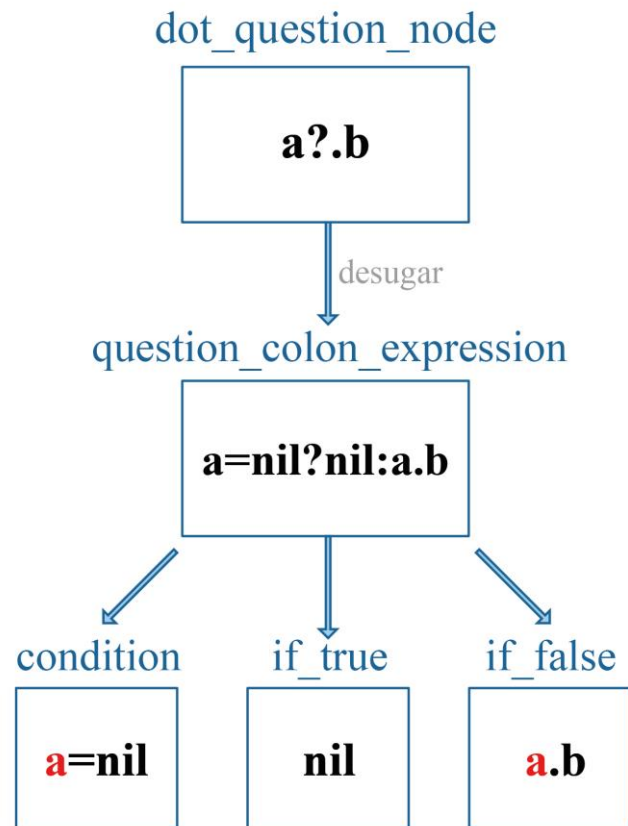 dot_question_node
a?.b
desugar
question_colon_expression
a=nil?nil:a.b
condition if_true if_false
a=nil nil a.b